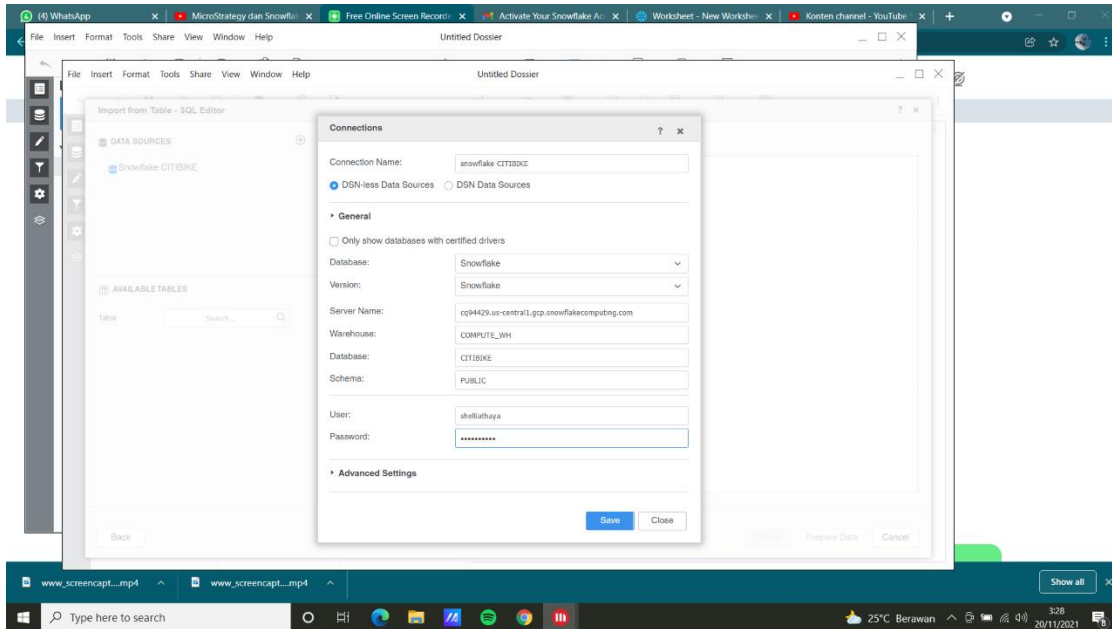 (4) WhatsApp
MicroStrategy dan Snowfla
Free Online Screen Recorde
Activate Your Snowflake Ac
Worksheet - New Workshee
Konten channel - YouTube
File Insert Format Tools Share View Window Help
Untitled Dossier
File Insert Format Tools Share View Window Help
Untitled Dossier
Import from Table - SQL Editor
DATA SOURCES
Snowflake CITIBIKE
AVAILABLE TABLES
Table
Search...
Connections
Connection Name: snowflake CITIBIKE
DSN-less Data Sources DSN Data Sources
General
Only show databases with certified drivers
Database: Snowflake
Version: Snowflake
Server Name: cq94429.us-central1.gcp.snowflakecomputing.com
Warehouse: COMPUTE_WH
Database: CITIBIKE
Schema: PUBLIC
User: shelliathaya
Password: ••••••••••
Advanced Settings
Save Close
Back
Prepare Data Cancel
www_screencapt....mp4
www_screencapt....mp4
Show all
Type here to search
25°C Berawan
3:28
20/11/2021